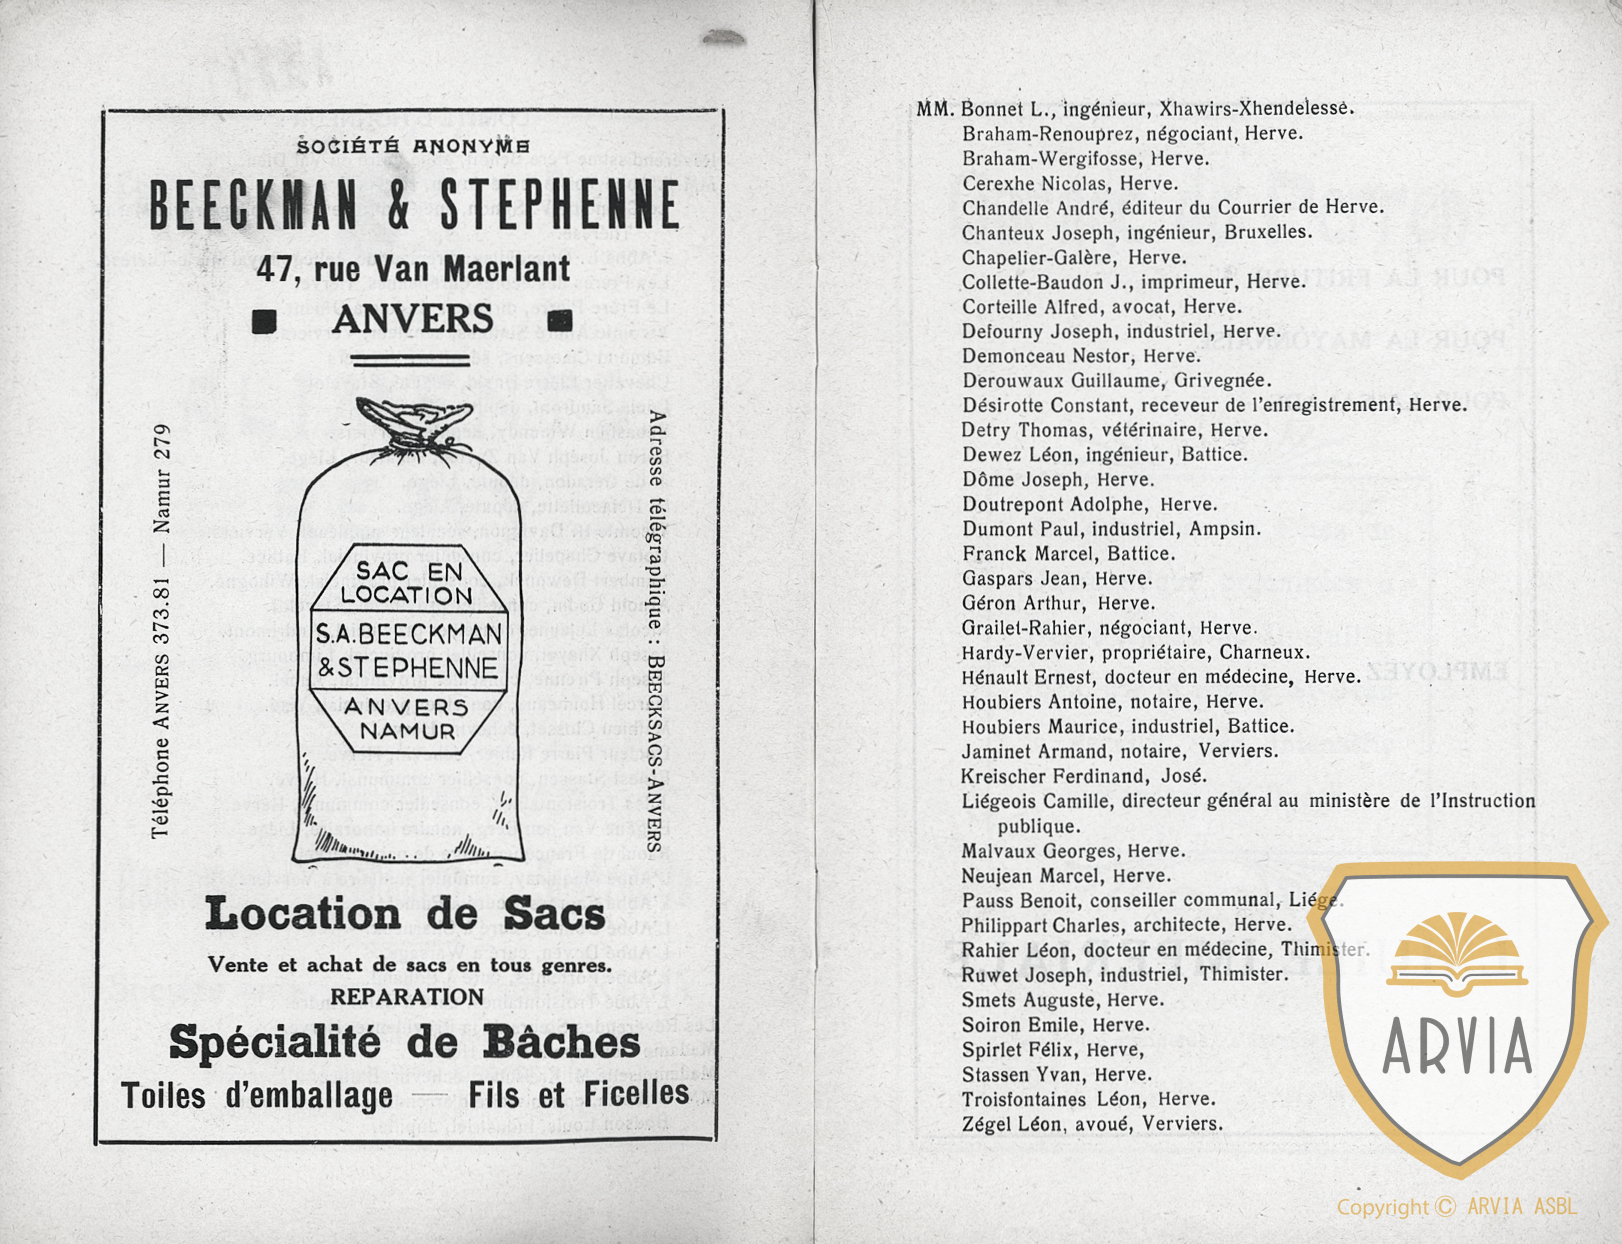 SOCIÉTÉ ANONYME
BEECKMAN & STEPHENNE
47, rue Van Maerlant
ANVERS
Téléphone ANVERS 373.81 — Namur 279
SAC EN
LOCATION
S.A. BEECKMAN
& STEPHENNE
ANVERS
NAMUR
Adresse télégraphique : BEECKSACS-ANVERS
Location de Sacs
Vente et achat de sacs en tous genres.
REPARATION
Spécialité de Bâches
Toiles d'emballage — Fils et Ficelles
MM. Bonnet L., ingénieur, Xhawirs-Xhendelesse.
Braham-Renouprez, négociant, Herve.
Braham-Wergifosse, Herve.
Cerexhe Nicolas, Herve.
Chandelle André, éditeur du Courrier de Herve.
Chanteux Joseph, ingénieur, Bruxelles.
Chapelier-Galère, Herve.
Collette-Baudon J., imprimeur, Herve.
Corteille Alfred, avocat, Herve.
Defourny Joseph, industriel, Herve.
Demonceau Nestor, Herve.
Derouwaux Guillaume, Grivegnée.
Désirotte Constant, receveur de l'enregistrement, Herve.
Detry Thomas, vétérinaire, Herve.
Dewez Léon, ingénieur, Battice.
Dôme Joseph, Herve.
Doutrepont Adolphe, Herve.
Dumont Paul, industriel, Ampsin.
Franck Marcel, Battice.
Gaspars Jean, Herve.
Géron Arthur, Herve.
Grailet-Rahier, négociant, Herve.
Hardy-Vervier, propriétaire, Charneux.
Hénault Ernest, docteur en médecine, Herve.
Houbiers Antoine, notaire, Herve.
Houbiers Maurice, industriel, Battice.
Jaminet Armand, notaire, Verviers.
Kreischer Ferdinand, José.
Liégeois Camille, directeur général au ministère de l'Instruction
publique.
Malvaux Georges, Herve.
Neujean Marcel, Herve.
Pauss Benoit, conseiller communal, Liége.
Philippart Charles, architecte, Herve.
Rahier Léon, docteur en médecine, Thimister.
Ruwet Joseph, industriel, Thimister.
Smets Auguste, Herve.
Soiron Emile, Herve.
Spirlet Félix, Herve,
Stassen Yvan, Herve.
Troisfontaines Léon, Herve.
Zégel Léon, avoué, Verviers.
ARVIA
Copyright © ARVIA ASBL